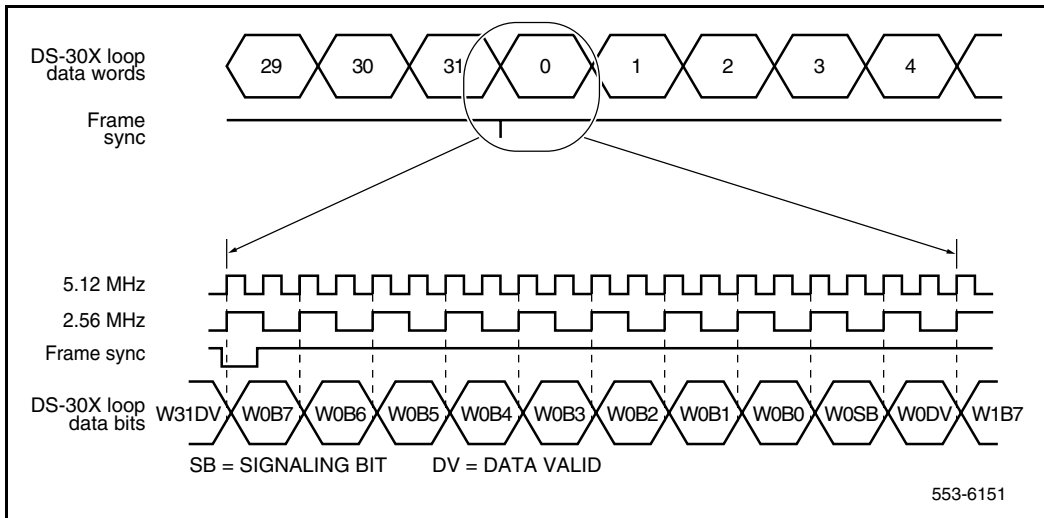 DS-30X loop
data words
29 30 31 0 1 2 3 4
Frame
sync
5.12 MHz
2.56 MHz
Frame sync
DS-30X loop
data bits
W31DV W0B7 W0B6 W0B5 W0B4 W0B3 W0B2 W0B1 W0B0 W0SB W0DV W1B7
SB = SIGNALING BIT DV = DATA VALID
553-6151